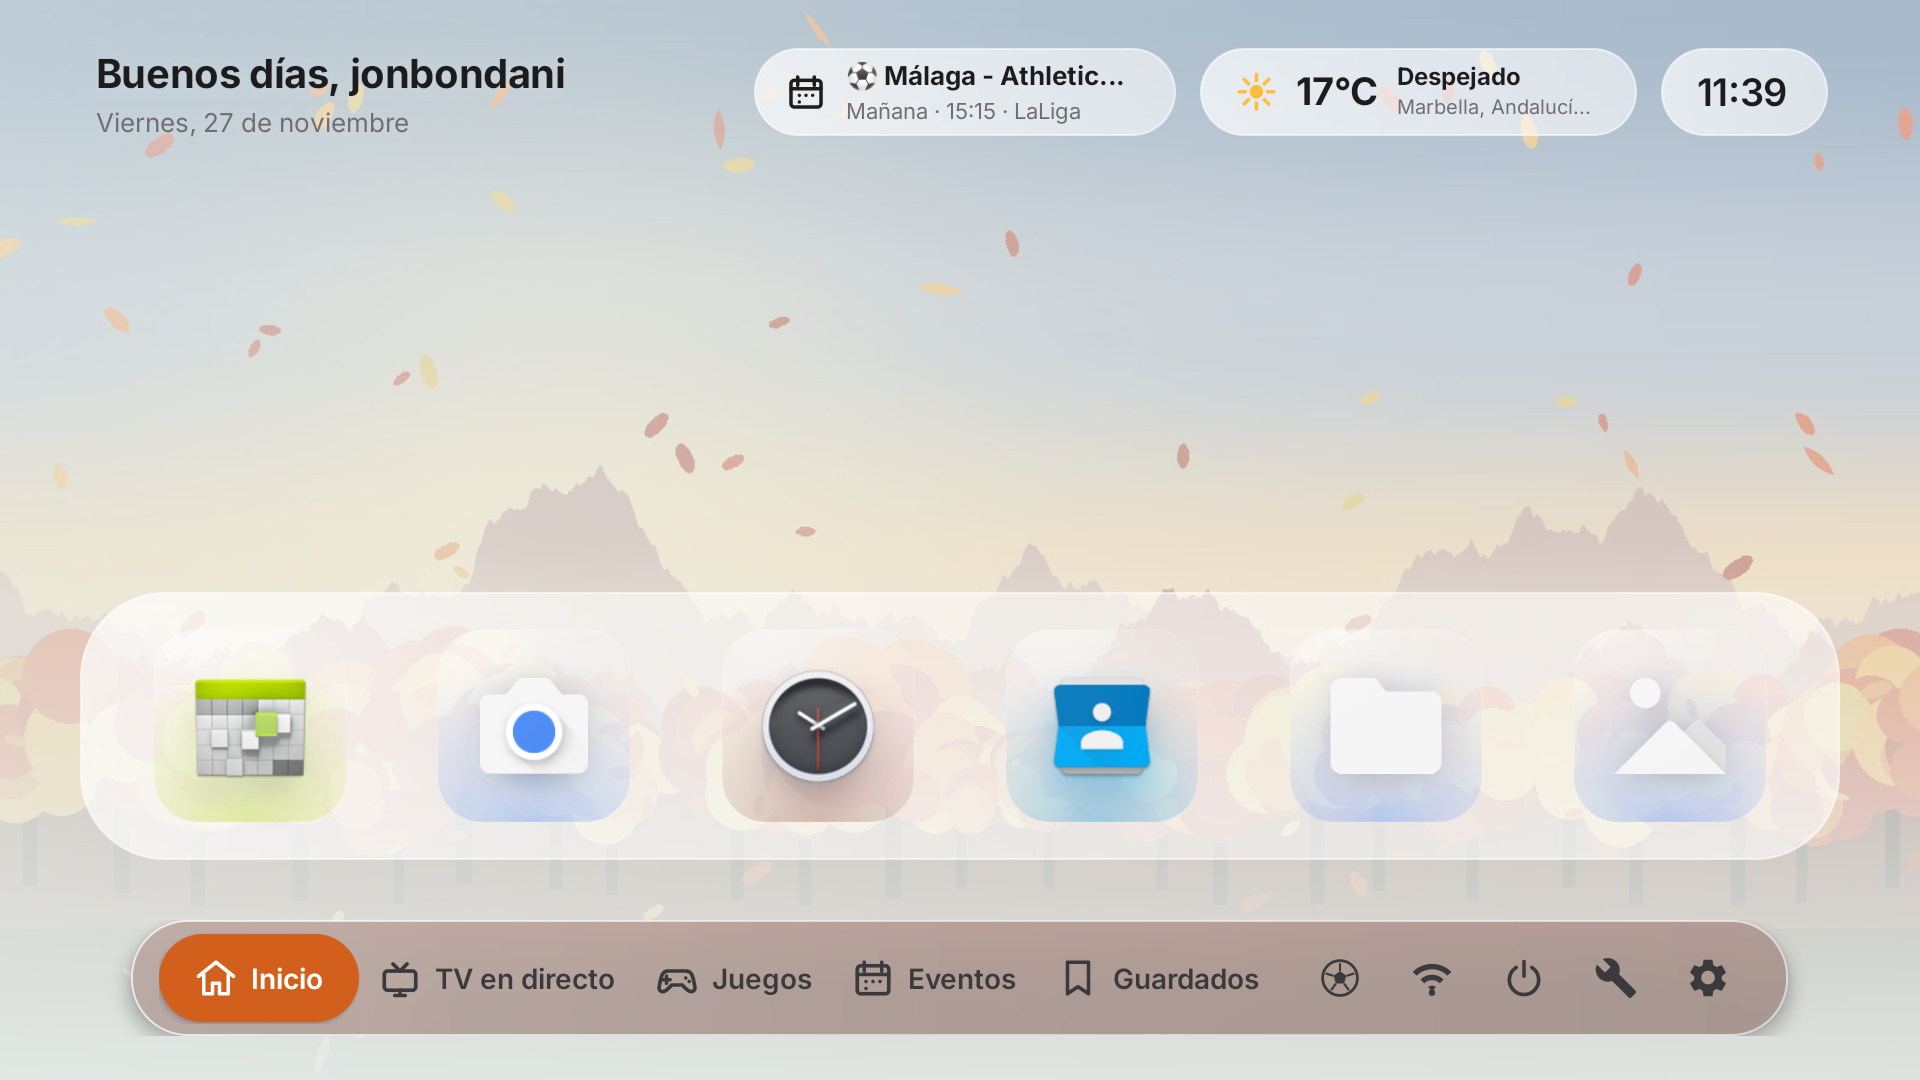 Buenos días, jonbondani
Viernes, 27 de noviembre
⚽ Málaga - Athletic...
Mañana · 15:15 · LaLiga
17°C
Despejado
Marbella, Andalucí...
11:39
Inicio
TV en directo
Juegos
Eventos
Guardados